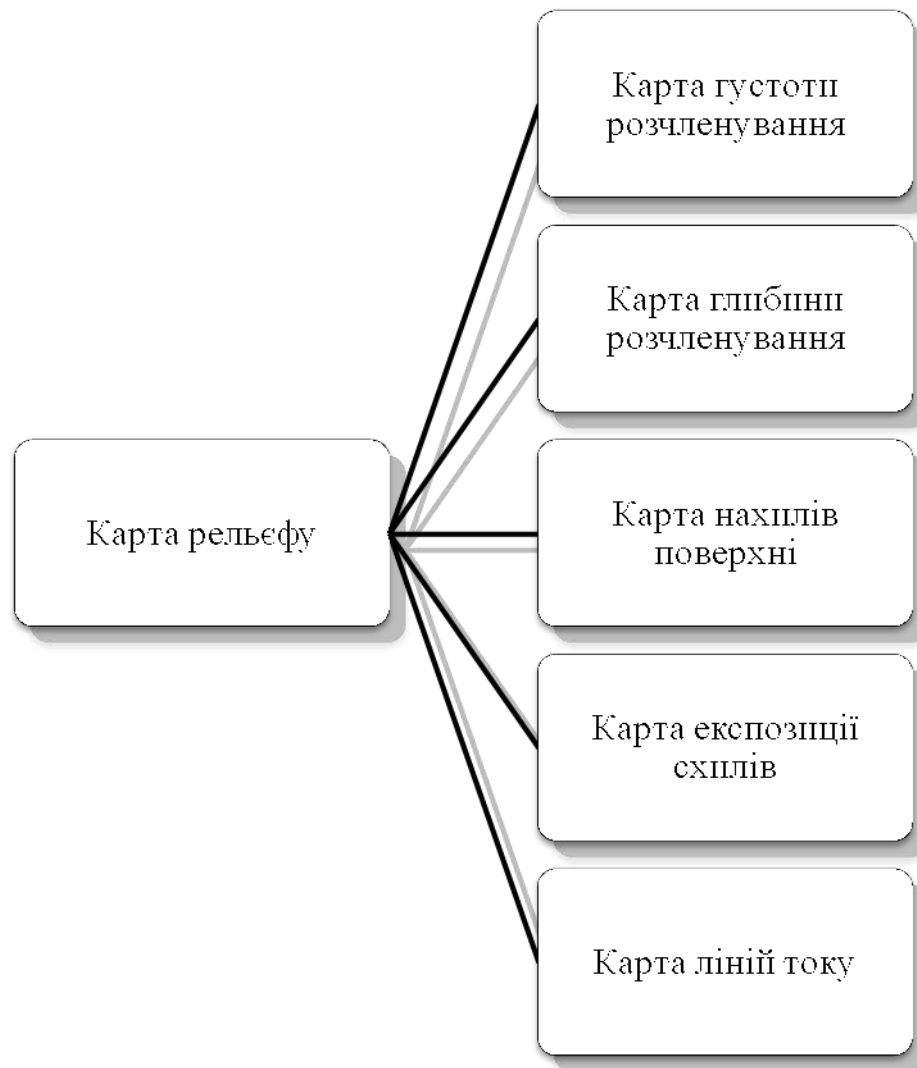 Карта густоти
розчленування
Карта глибини
розчленування
Карта рельєфу
Карта нахилів
поверхні
Карта експозиції
схилів
Карта ліній току